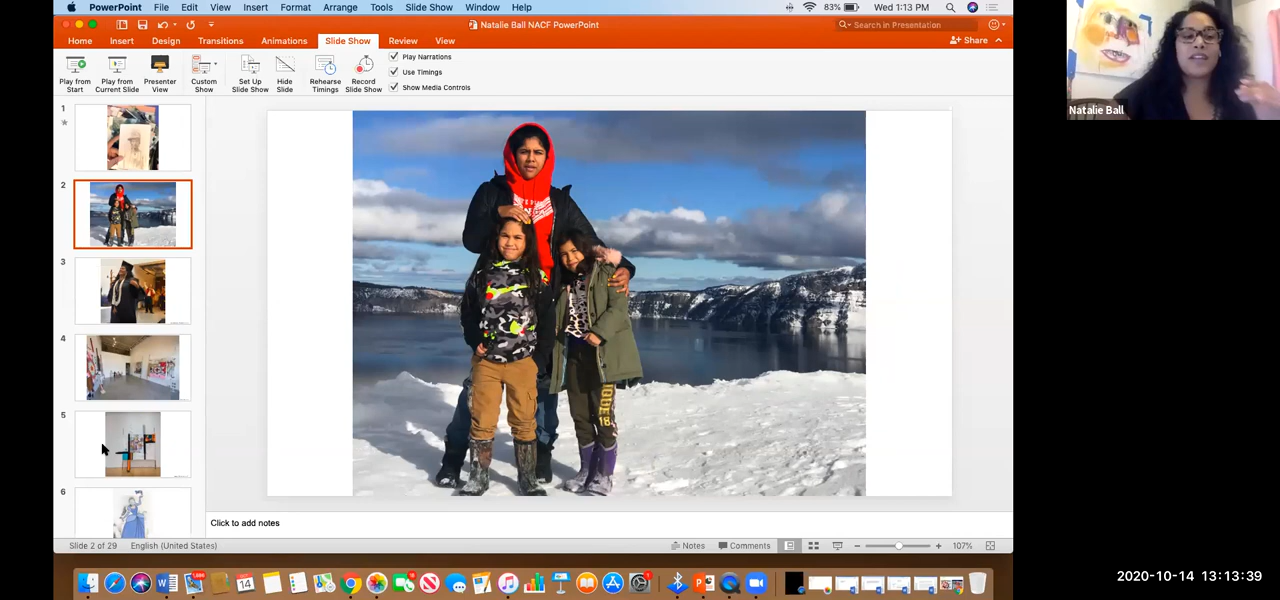 PowerPoint File Edit View Insert Format Arrange Tools Slide Show Window Help 83% Wed 1:13 PM
Natalie Ball NACF PowerPoint
Search in Presentation
Home Insert Design Transitions Animations Slide Show Review View
Share
Play from Start
Play from Current Slide
Presenter View
Custom Show
Set Up Slide Show
Hide Slide
Rehearse Timings
Record Slide Show
Play Narrations
Use Timings
Show Media Controls
Natalie Ball
1
2
3
4
5
6
18
Click to add notes
Slide 2 of 29 English (United States)
Notes Comments 107%
2020-10-14 13:13:39